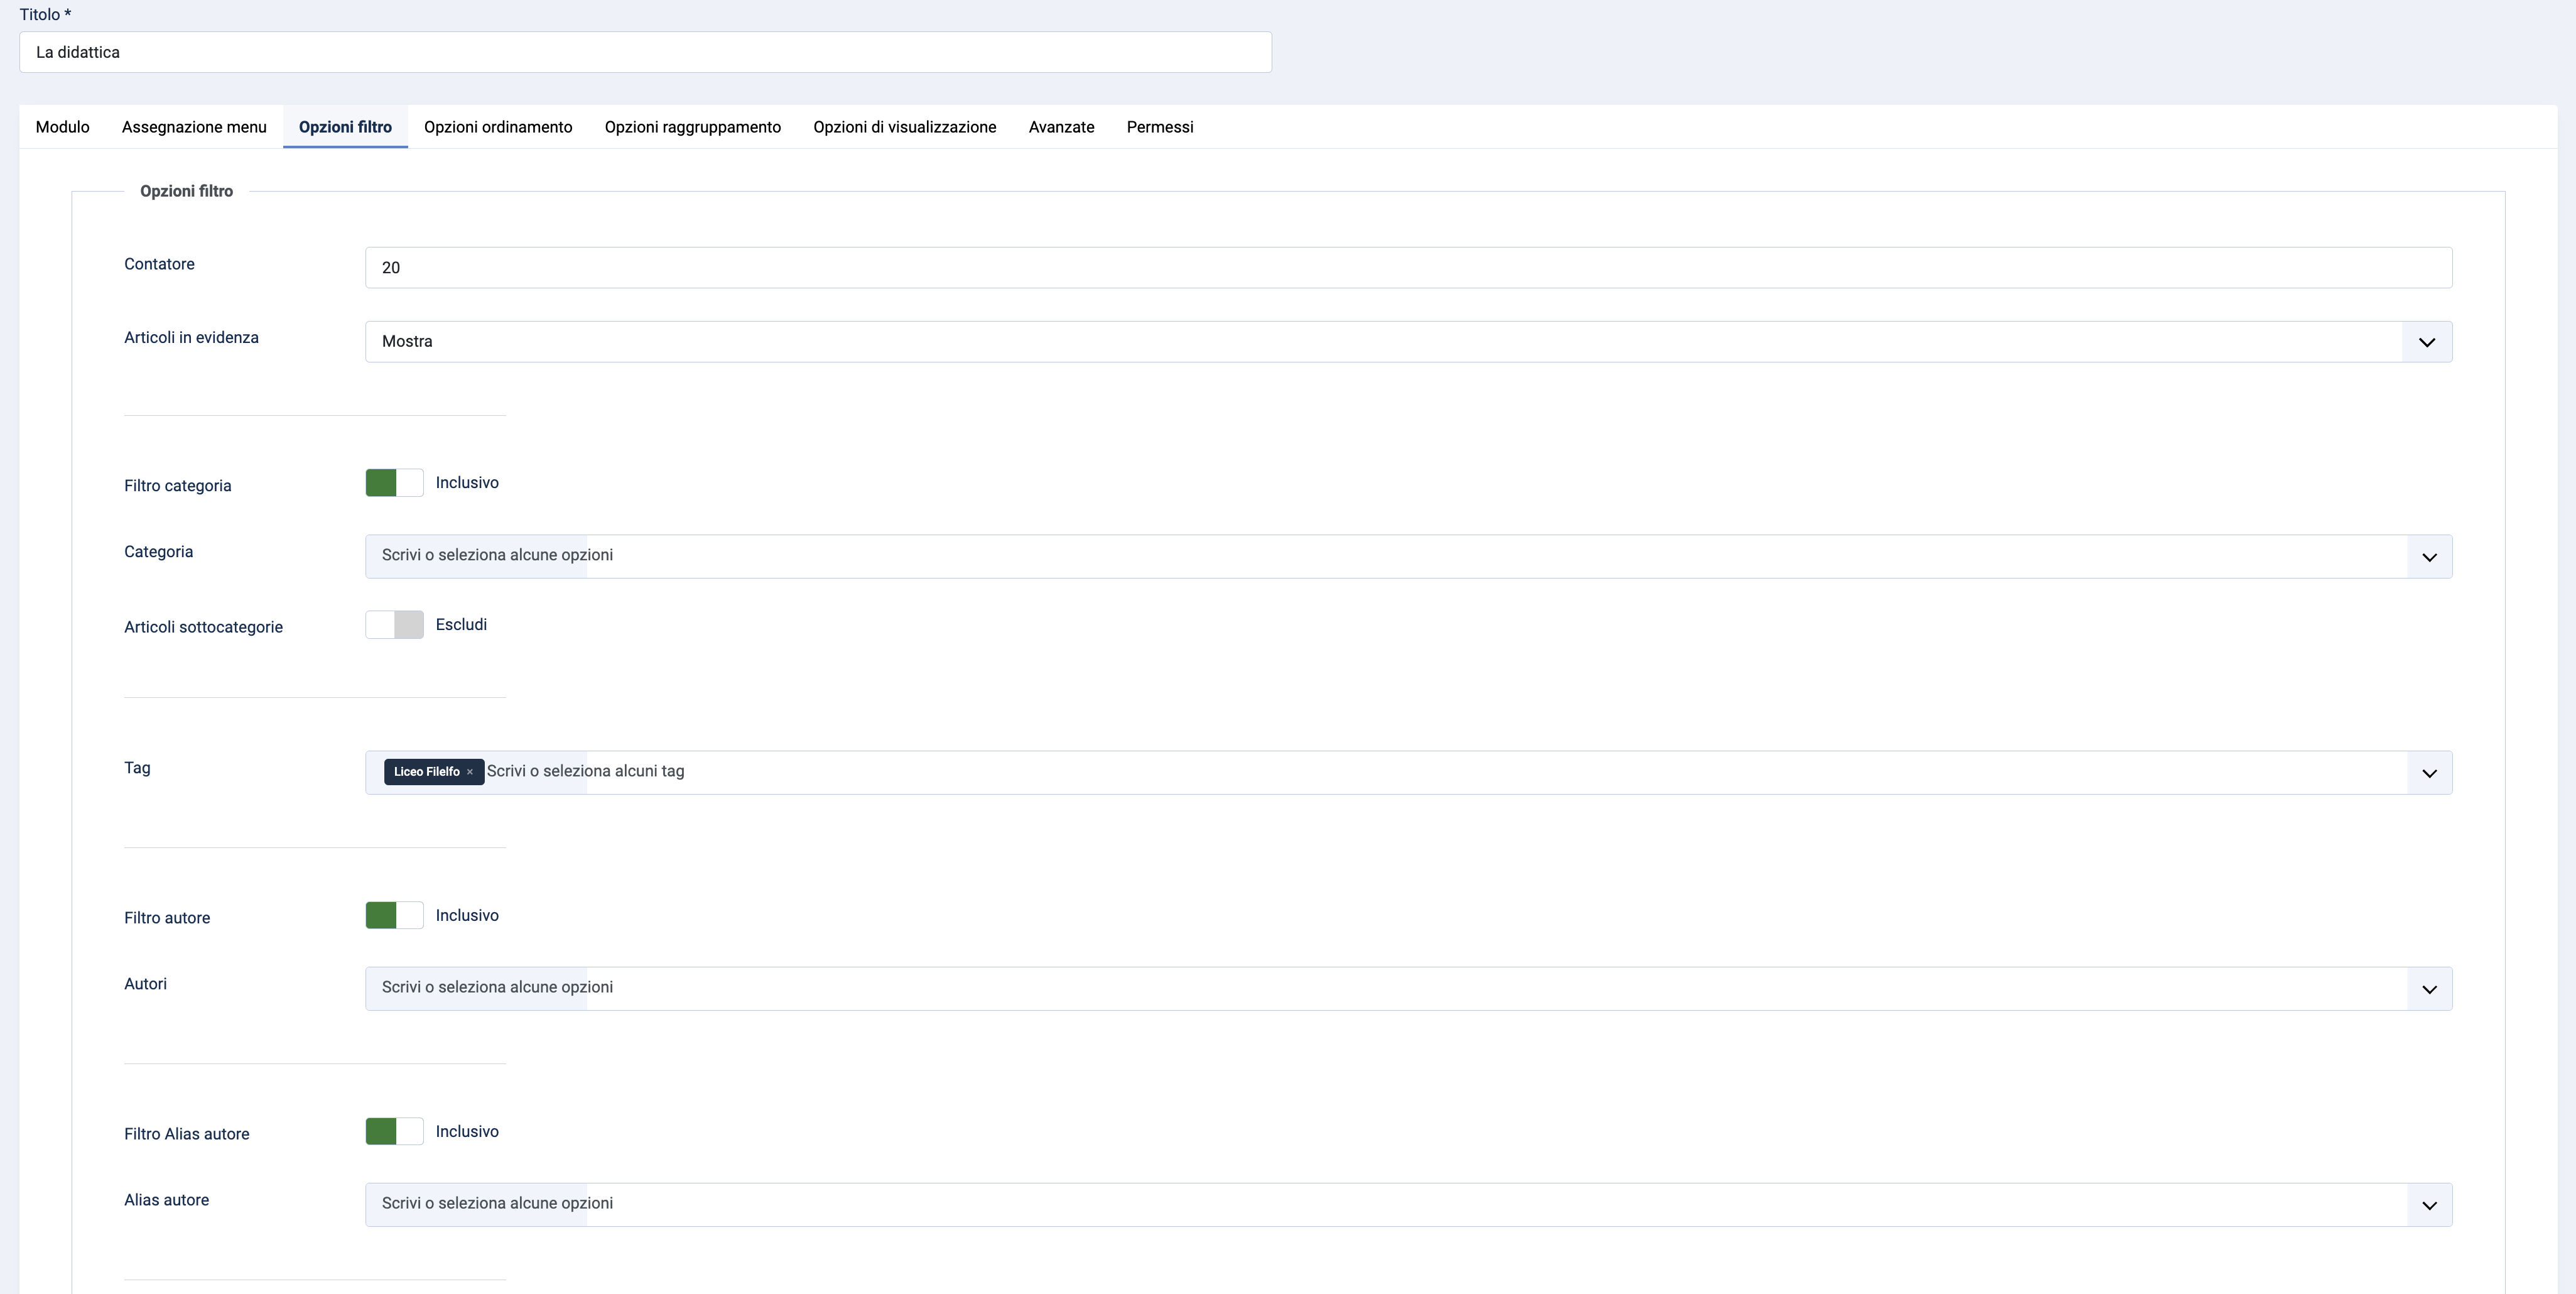 Titolo *
La didattica
Modulo Assegnazione menu Opzioni filtro Opzioni ordinamento Opzioni raggruppamento Opzioni di visualizzazione Avanzate Permessi
Opzioni filtro
Contatore 20
Articoli in evidenza Mostra
Filtro categoria Inclusivo
Categoria Scrivi o seleziona alcune opzioni
Articoli sottocategorie Escludi
Tag Liceo Filelfo × Scrivi o seleziona alcuni tag
Filtro autore Inclusivo
Autori Scrivi o seleziona alcune opzioni
Filtro Alias autore Inclusivo
Alias autore Scrivi o seleziona alcune opzioni